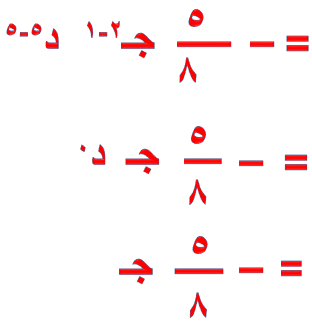 = − ٥/٨ جـ^٢-١ د^٥-٥
= − ٥/٨ جـ د^٠
= − ٥/٨ جـ